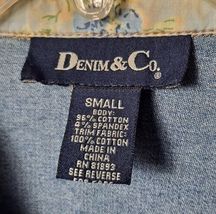 DENIM & CO.®
SMALL
BODY:
96% COTTON
4% SPANDEX
TRIM FABRIC:
100% COTTON
MADE IN
CHINA
RN 81893
SEE REVERSE